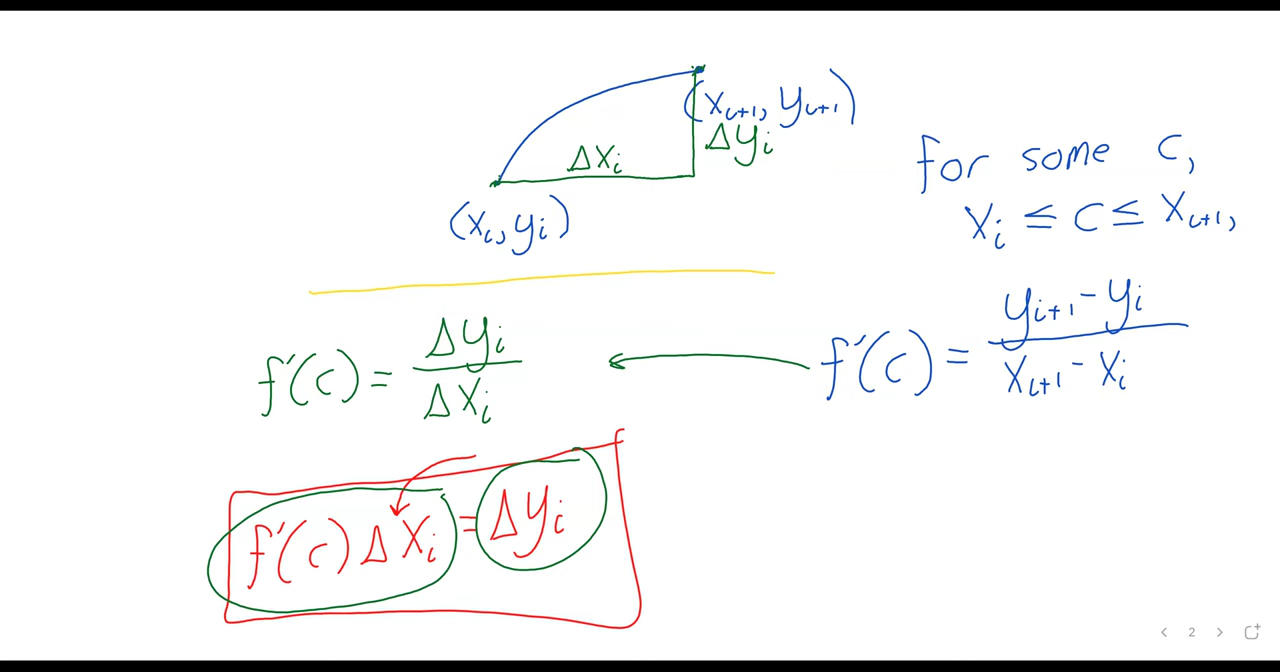 (x_{i+1}, y_{i+1})
Δx_i
Δy_i
(x_i, y_i)
for some c,
x_i ≤ c ≤ x_{i+1},
f'(c) = Δy_i / Δx_i
f'(c) = (y_{i+1} - y_i) / (x_{i+1} - x_i)
f'(c) Δx_i = Δy_i
< 2 >